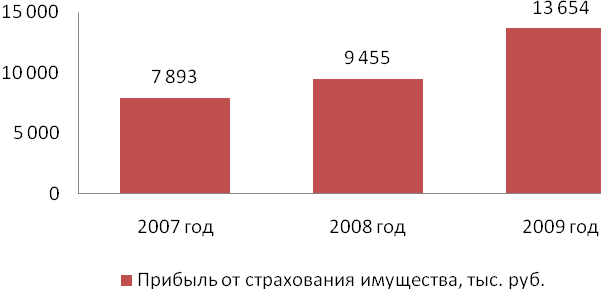 15 000
10 000
5 000
0
7 893
9 455
13 654
2007 год
2008 год
2009 год
Прибыль от страхования имущества, тыс. руб.